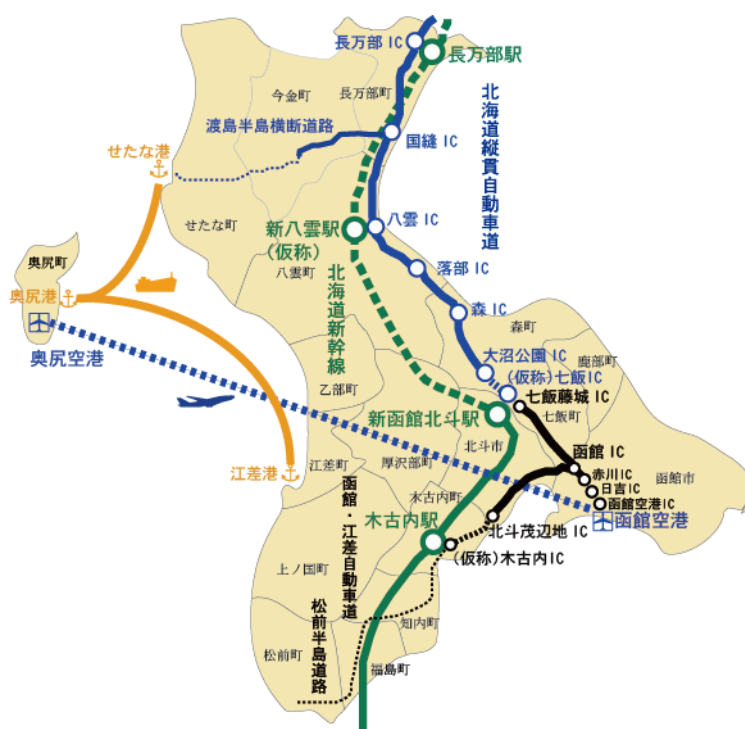 長万部 IC
長万部駅
今金町
長万部町
渡島半島横断道路
国縫 IC
北海道縦貫自動車道
せたな港
せたな町
新八雲駅
(仮称)
八雲 IC
八雲町
落部 IC
奥尻町
奥尻港
奥尻空港
北海道新幹線
森 IC
森町
鹿部町
大沼公園 IC
(仮称)七飯IC
七飯藤城 IC
七飯町
乙部町
新函館北斗駅
北斗市
函館 IC
赤川IC
日吉IC
函館空港IC
函館市
函館空港
江差港
江差町
厚沢部町
函館・江差自動車道
木古内町
木古内駅
北斗茂辺地 IC
(仮称)木古内IC
上ノ国町
松前半島道路
知内町
松前町
福島町